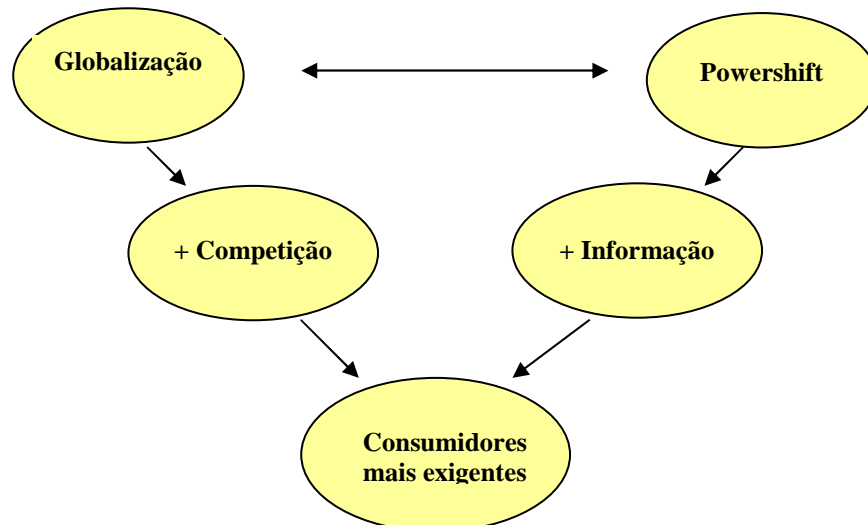 Globalização
Powershift
+ Competição
+ Informação
Consumidores
mais exigentes